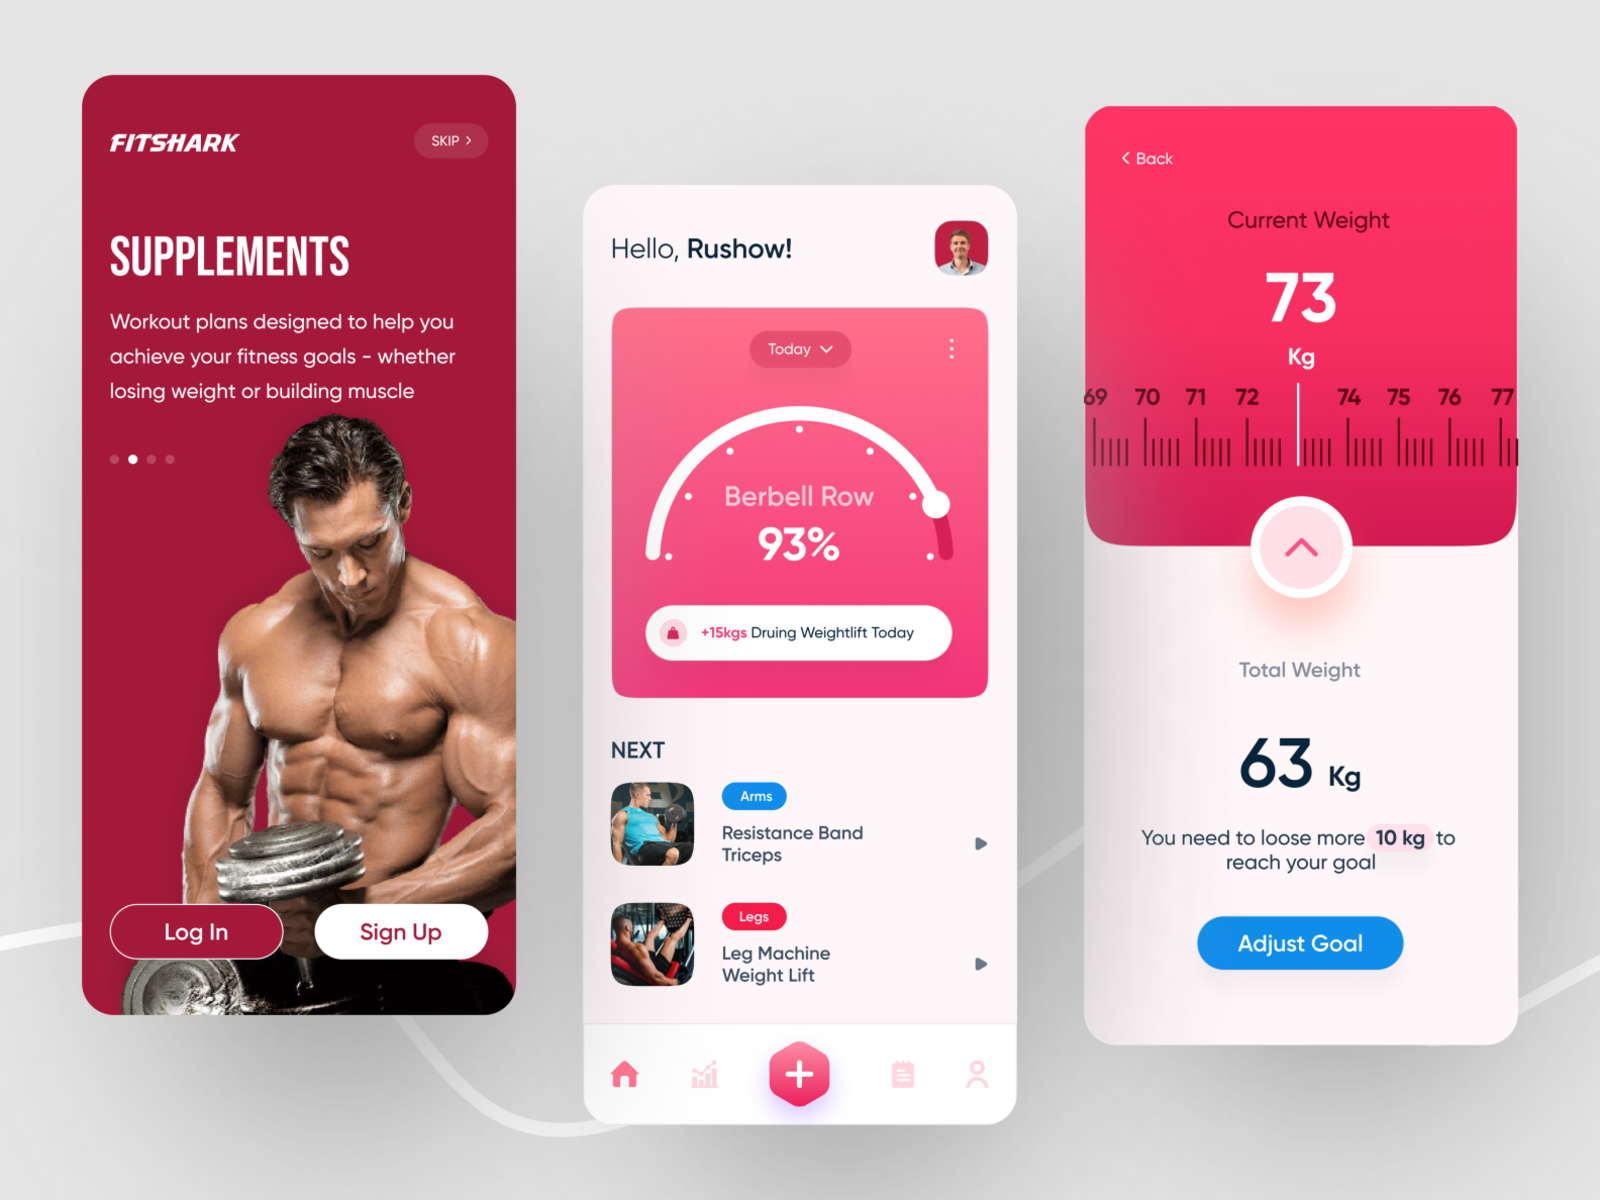 FITSHARK
SKIP
SUPPLEMENTS
Workout plans designed to help you
achieve your fitness goals - whether
losing weight or building muscle
Log In
Sign Up
Hello, Rushow!
Today
Berbell Row
93%
+15kgs Druing Weightlift Today
NEXT
Arms
Resistance Band
Triceps
Legs
Leg Machine
Weight Lift
Back
Current Weight
73
Kg
69 70 71 72 74 75 76 77
Total Weight
63 Kg
You need to loose more 10 kg to
reach your goal
Adjust Goal